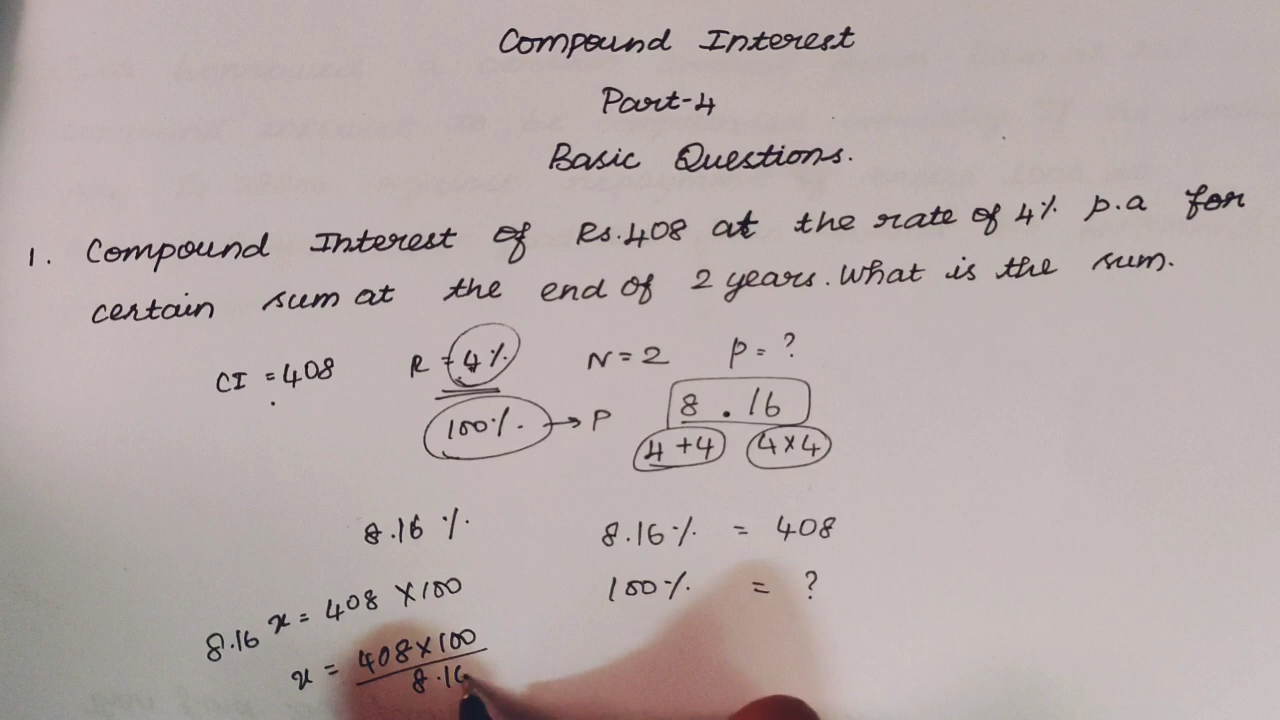 Compound Interest
Part-4
Basic Questions.
1. Compound Interest of Rs.408 at the rate of 4% p.a for
certain sum at the end of 2 years. What is the sum.
CI = 408 R = 4% N = 2 P = ?
100% → P 8.16
4+4 4×4
8.16% 8.16% = 408
8.16 x = 408 ×100 100% = ?
x = 408×100
8.16